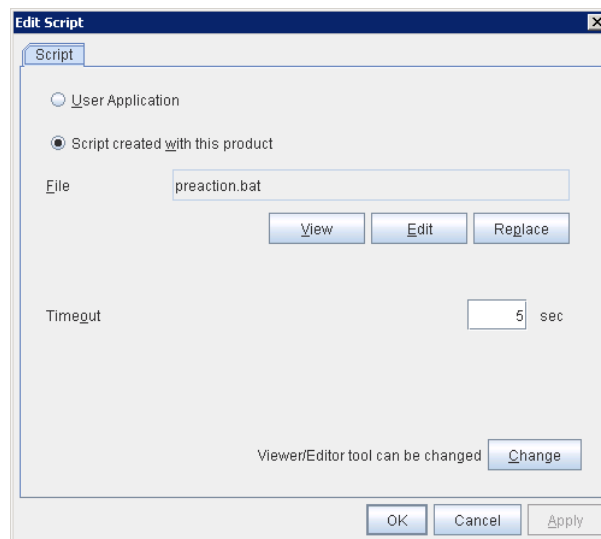 Edit Script
Script
User Application
Script created with this product
File preaction.bat
View Edit Replace
Timeout 5 sec
Viewer/Editor tool can be changed Change
OK Cancel Apply